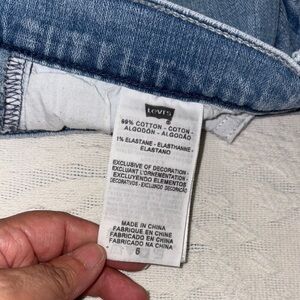 LEVI'S
99% COTTON - COTON -
ALGODÓN - ALGODÃO
1% ELASTANE - ELASTHANNE -
ELASTANO
EXCLUSIVE OF DECORATION -
EXCLUANT L'ORNEMENTATION -
EXCLUYENDO ELEMENTOS
DECORATIVOS - EXCLUINDO DECORAÇÃO
MADE IN CHINA
FABRIQUE EN CHINE
FABRICADO EN CHINA
FABRICADO NA CHINA
6